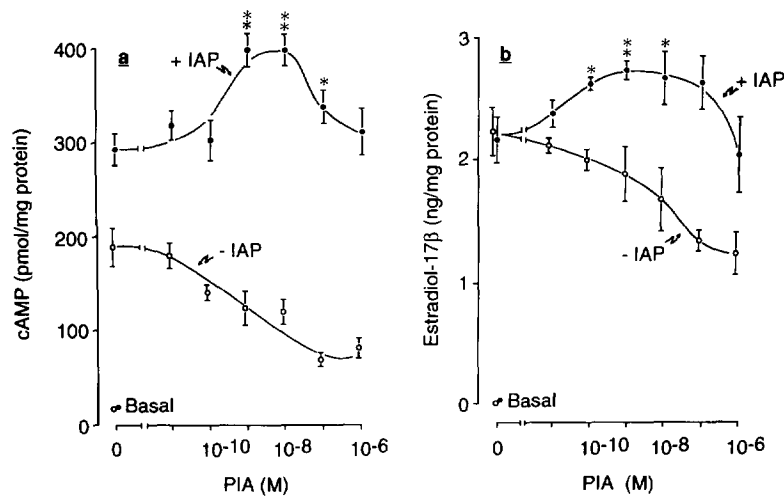 a
+ IAP
- IAP
Basal
400
300
200
100
0
cAMP (pmol/mg protein)
0
10-10
10-8
10-6
PIA (M)
**
**
*
b
+ IAP
- IAP
Basal
3
2
1
0
Estradiol-17β (ng/mg protein)
0
10-10
10-8
10-6
PIA (M)
*
**
*